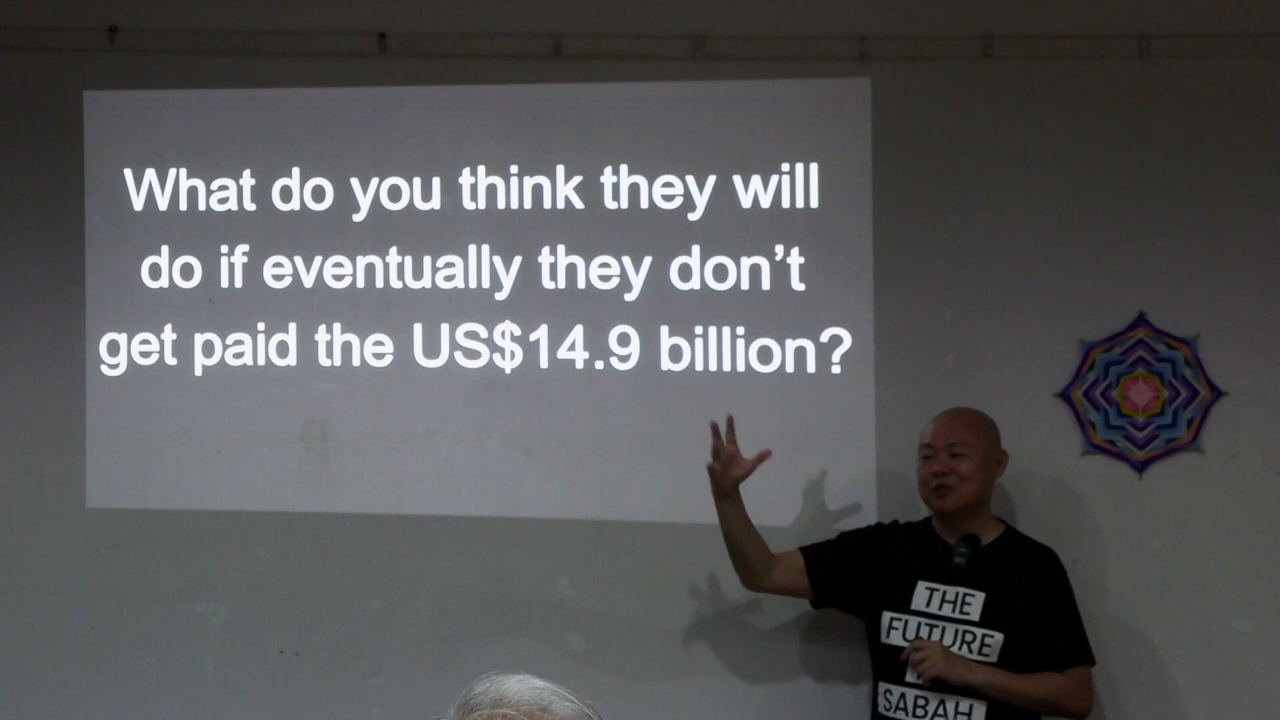 What do you think they will
do if eventually they don’t
get paid the US$14.9 billion?
THE
FUTURE
SABAH